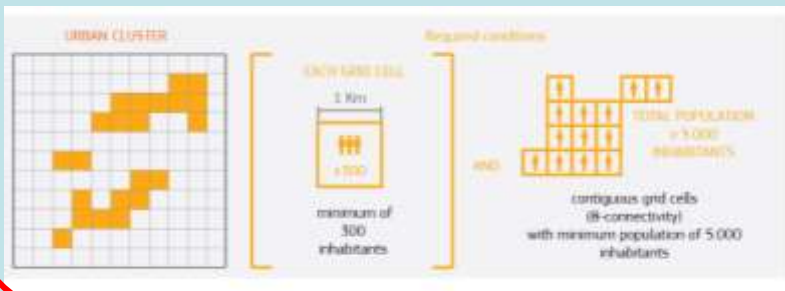 URBAN CLUSTER
Required conditions
EACH GRID CELL
1 Km
≥300
minimum of
300
inhabitants
AND
TOTAL POPULATION
≥ 5.000
INHABITANTS
contiguous grid cells
(8-connectivity)
with minimum population of 5.000
inhabitants